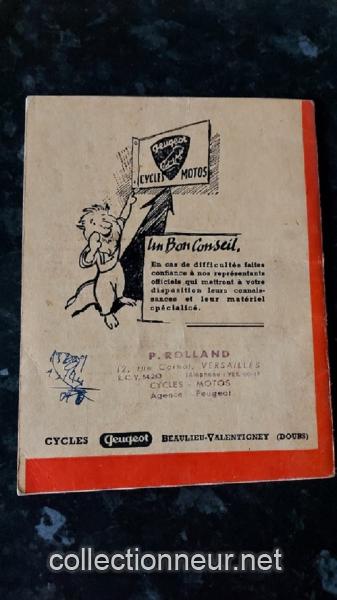 Peugeot
CYCLES MOTOS
Un Bon Conseil.
En cas de difficultés faites
confiance à nos représentants
officiels qui mettront à votre
disposition leurs connais-
sances et leur matériel
spécialisé.
P. ROLLAND
12, rue Carnot, VERSAILLES
Téléphone
CYCLES - MOTOS
Agence Peugeot
CYCLES Peugeot BEAULIEU-VALENTIGNEY (DOUBS)
collectionneur.net